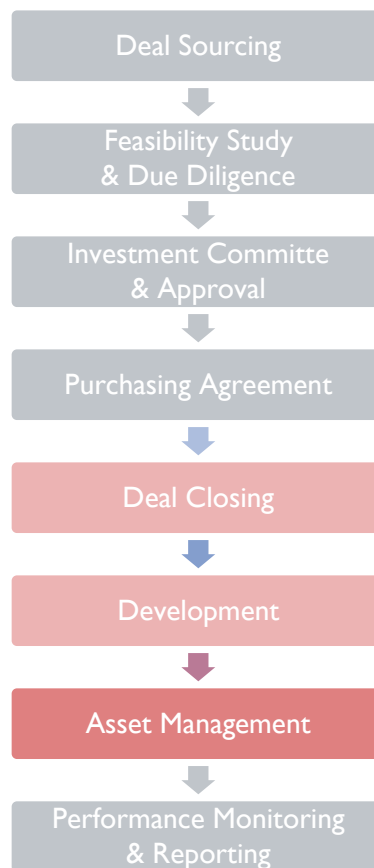 Deal Sourcing
Feasibility Study
& Due Diligence
Investment Committe
& Approval
Purchasing Agreement
Deal Closing
Development
Asset Management
Performance Monitoring
& Reporting